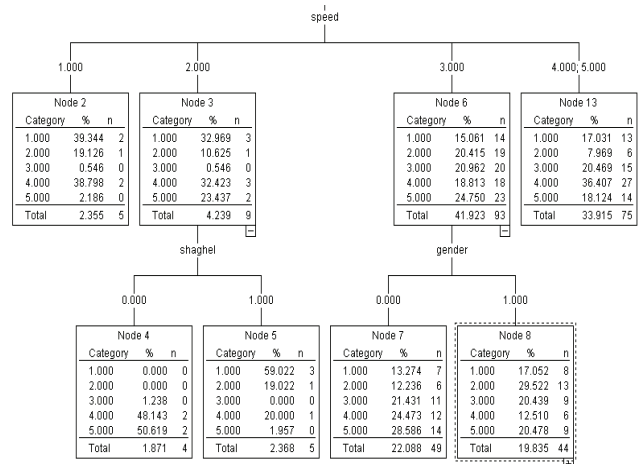 speed
1.000 2.000 3.000 4.000; 5.000
Node 2
Category % n
1.000 39.344 2
2.000 19.126 1
3.000 0.546 0
4.000 38.798 2
5.000 2.186 0
Total 2.355 5
Node 3
Category % n
1.000 32.969 3
2.000 10.625 1
3.000 0.546 0
4.000 32.423 3
5.000 23.437 2
Total 4.239 9
Node 6
Category % n
1.000 15.061 14
2.000 20.415 19
3.000 20.962 20
4.000 18.813 18
5.000 24.750 23
Total 41.923 93
Node 13
Category % n
1.000 17.031 13
2.000 7.969 6
3.000 20.469 15
4.000 36.407 27
5.000 18.124 14
Total 33.915 75
shaghel
gender
0.000 1.000 0.000 1.000
Node 4
Category % n
1.000 0.000 0
2.000 0.000 0
3.000 1.238 0
4.000 48.143 2
5.000 50.619 2
Total 1.871 4
Node 5
Category % n
1.000 59.022 3
2.000 19.022 1
3.000 0.000 0
4.000 20.000 1
5.000 1.957 0
Total 2.368 5
Node 7
Category % n
1.000 13.274 7
2.000 12.236 6
3.000 21.431 11
4.000 24.473 12
5.000 28.586 14
Total 22.088 49
Node 8
Category % n
1.000 17.052 8
2.000 29.522 13
3.000 20.439 9
4.000 12.510 6
5.000 20.478 9
Total 19.835 44